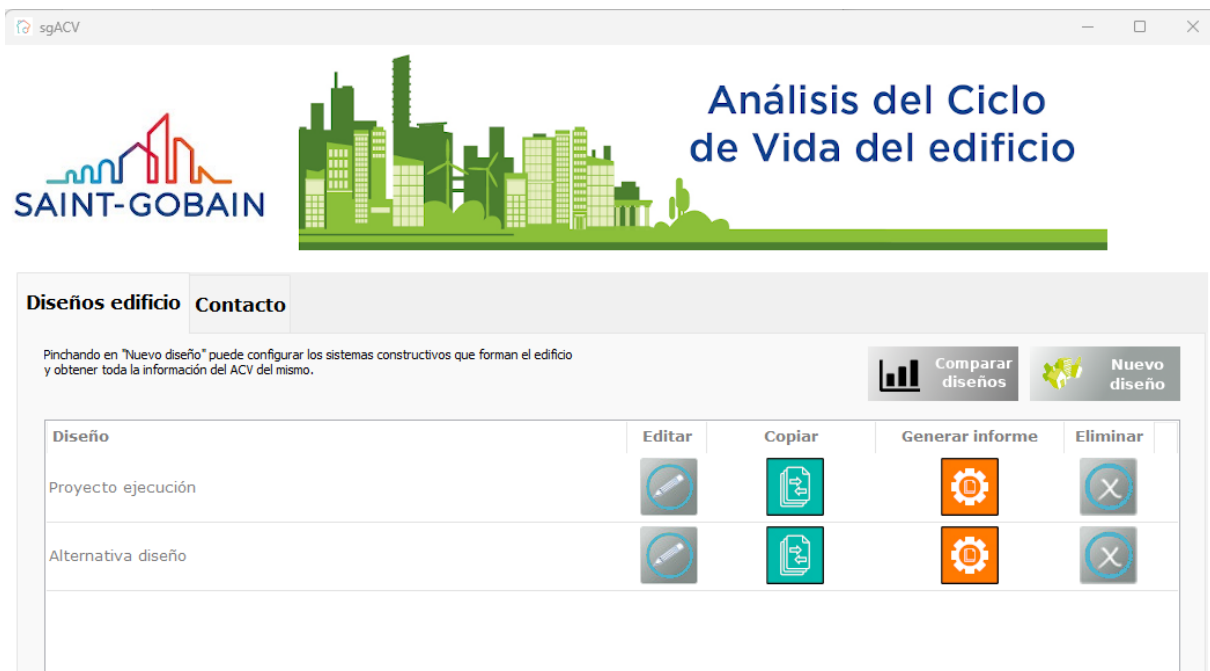 sgACV
Análisis del Ciclo
de Vida del edificio
SAINT-GOBAIN
Diseños edificio Contacto
Pinchando en "Nuevo diseño" puede configurar los sistemas constructivos que forman el edificio
y obtener toda la información del ACV del mismo.
Comparar
diseños
Nuevo
diseño
Diseño Editar Copiar Generar informe Eliminar
Proyecto ejecución
Alternativa diseño